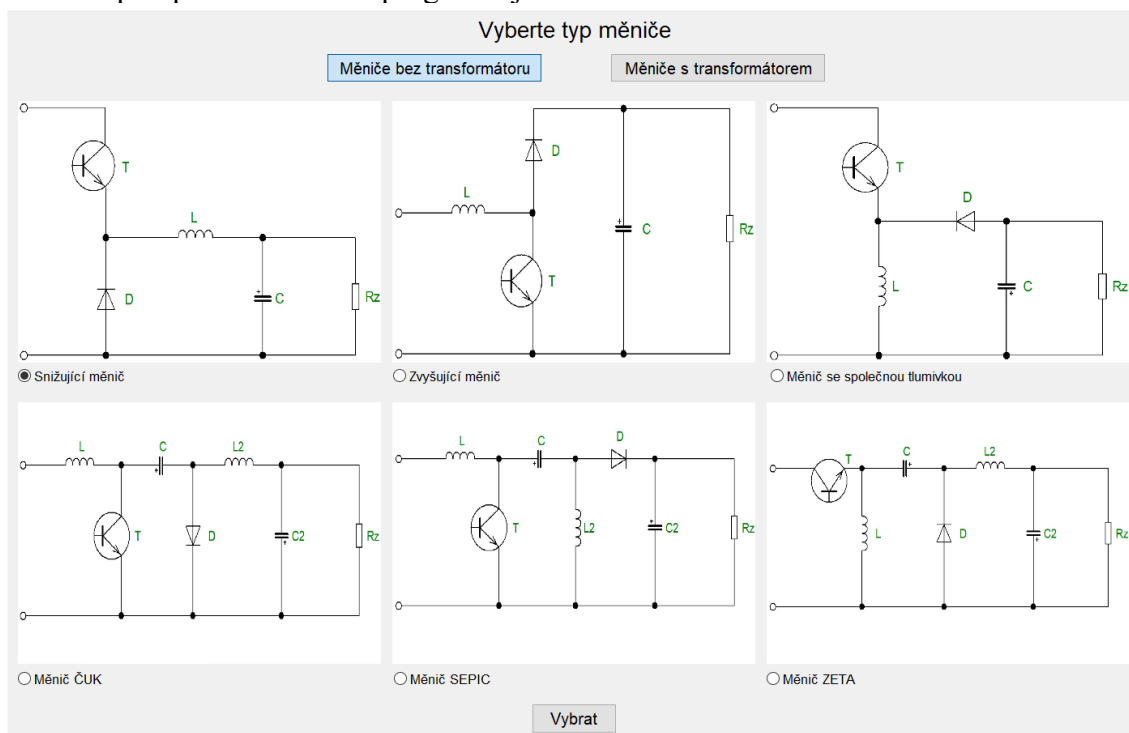 Vyberte typ měniče
Měniče bez transformátoru Měniče s transformátorem
T
L
D
C
Rz
Snižující měnič
D
L
C
Rz
T
Zvyšující měnič
T
D
L
C
Rz
Měnič se společnou tlumivkou
L C L2
T D C2 Rz
Měnič ČUK
L C D
T L2 C2 Rz
Měnič SEPIC
T C L2
L D C2 Rz
Měnič ZETA
Vybrat